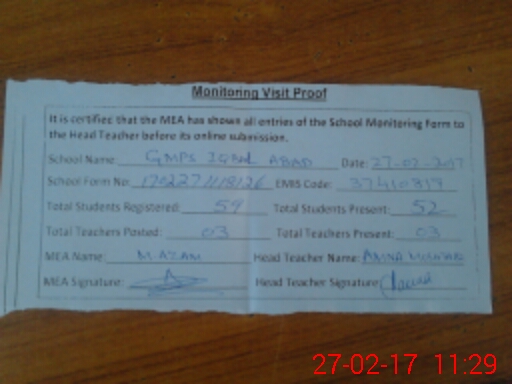 Monitoring Visit Proof
It is certified that the MEA has shown all entries of the School Monitoring Form to
the Head Teacher before its online submission.
School Name: GMPS IQBAL ABAD Date: 27-02-2017
School Form No: EMIS Code: 37410817
Total Students Registered: 59 Total Students Present: 52
Total Teachers Posted: 03 Total Teachers Present: 03
MEA Name: M. AZAM Head Teacher Name: AMNA
MEA Signature: Head Teacher Signature:
27-02-17 11:29